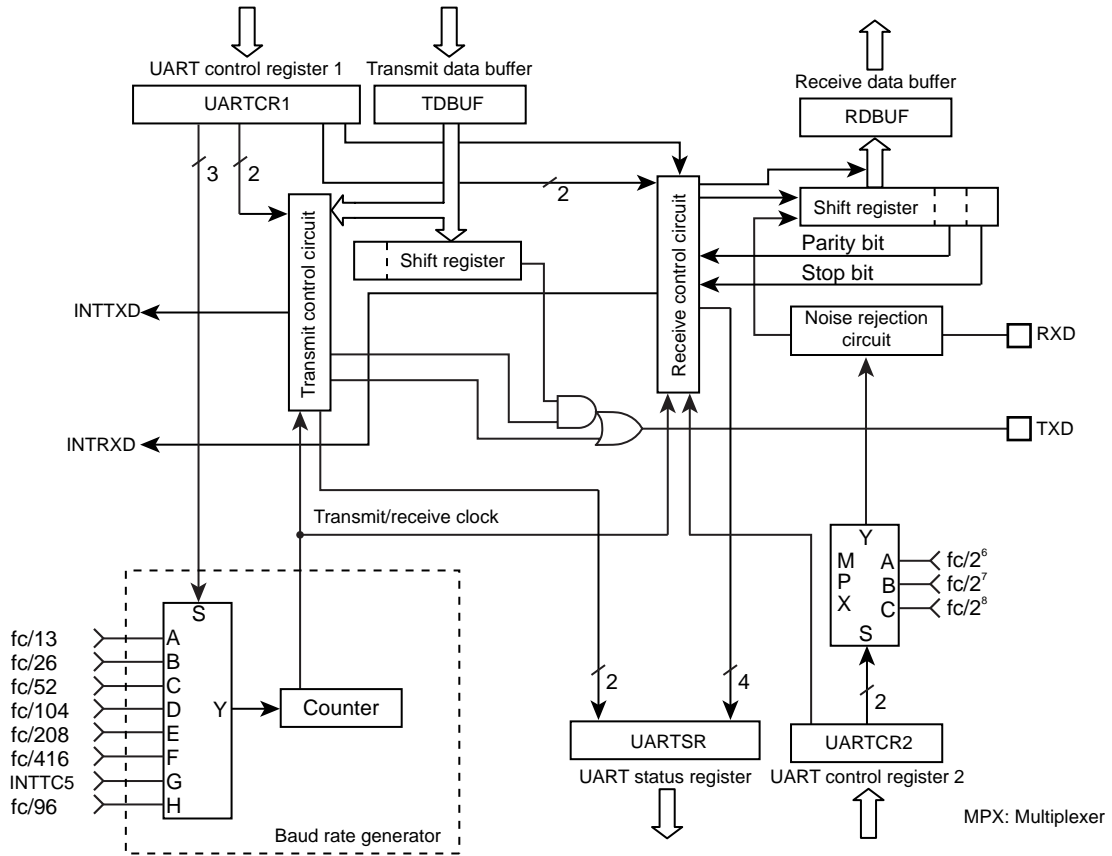 UART control register 1
Transmit data buffer
Receive data buffer
UARTCR1
TDBUF
RDBUF
3
2
2
Shift register
Parity bit
Stop bit
Shift register
Transmit control circuit
Receive control circuit
INTTXD
Noise rejection
circuit
RXD
INTRXD
TXD
Transmit/receive clock
Y
M
P
X
A
B
C
S
fc/2⁶
fc/2⁷
fc/2⁸
S
fc/13
A
fc/26
B
fc/52
C
fc/104
D
fc/208
E
fc/416
F
INTTC5
G
fc/96
H
Y
Counter
Baud rate generator
2
4
2
UARTSR
UART status register
UARTCR2
UART control register 2
MPX: Multiplexer